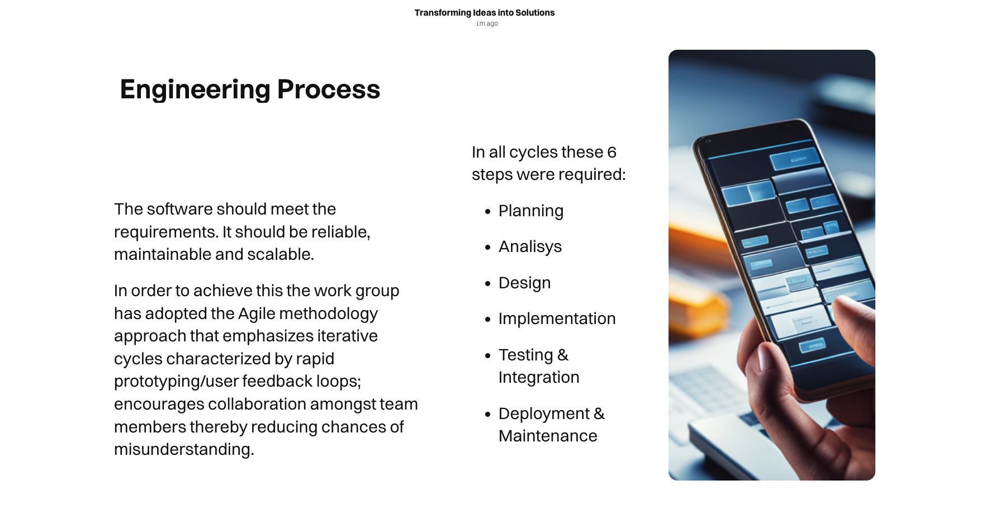 Transforming Ideas into Solutions
1m ago
Engineering Process
The software should meet the
requirements. It should be reliable,
maintainable and scalable.
In order to achieve this the work group
has adopted the Agile methodology
approach that emphasizes iterative
cycles characterized by rapid
prototyping/user feedback loops;
encourages collaboration amongst team
members thereby reducing chances of
misunderstanding.
In all cycles these 6
steps were required:
• Planning
• Analisys
• Design
• Implementation
• Testing &
Integration
• Deployment &
Maintenance